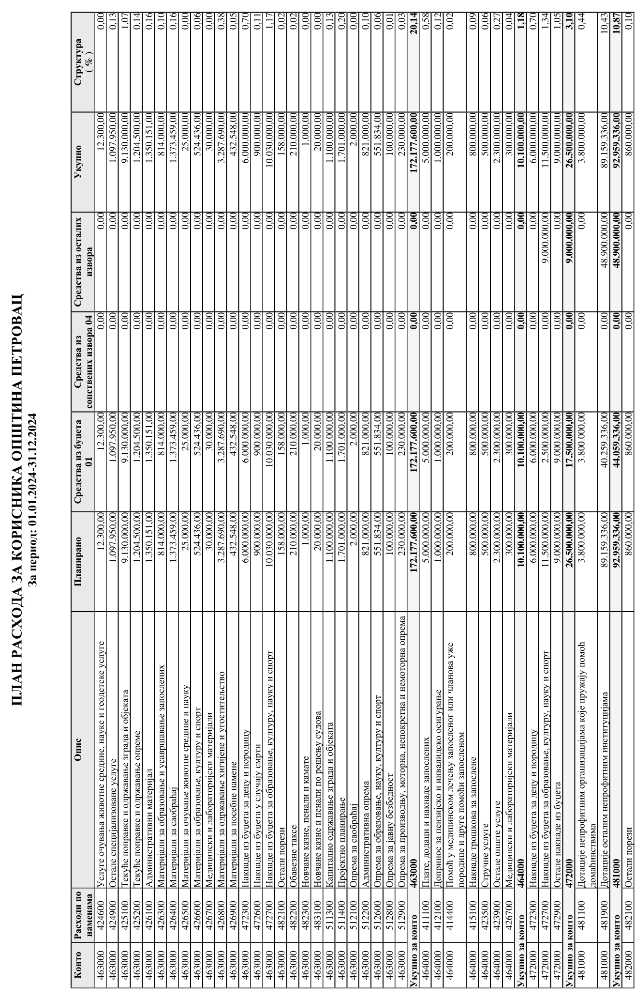 ПЛАН РАСХОДА ЗА КОРИСНИКА ОПШТИНА ПЕТРОВАЦ
За период: 01.01.2024-31.12.2024
Конто Расходи по наменама Опис Планирано Средства из буџета 01 Средства из сопствених извора 04 Средства из осталих извора Укупно Структура ( % )
463000 424600 Услуге очувања животне средине, науке и геодетске услуге 12.300,00 12.300,00 0,00 0,00 12.300,00 0,00
463000 424900 Остале специјализоване услуге 1.097.950,00 1.097.950,00 0,00 0,00 1.097.950,00 0,13
463000 425100 Текуће поправке и одржавање зграда и објеката 9.130.000,00 9.130.000,00 0,00 0,00 9.130.000,00 1,07
463000 425200 Текуће поправке и одржавање опреме 1.204.500,00 1.204.500,00 0,00 0,00 1.204.500,00 0,14
463000 426100 Административни материјал 1.350.151,00 1.350.151,00 0,00 0,00 1.350.151,00 0,16
463000 426300 Материјали за образовање и усавршавање запослених 814.000,00 814.000,00 0,00 0,00 814.000,00 0,10
463000 426400 Материјали за саобраћај 1.373.459,00 1.373.459,00 0,00 0,00 1.373.459,00 0,16
463000 426500 Материјали за очување животне средине и науку 25.000,00 25.000,00 0,00 0,00 25.000,00 0,00
463000 426600 Материјали за образовање, културу и спорт 524.436,00 524.436,00 0,00 0,00 524.436,00 0,06
463000 426700 Медицински и лабораторијски материјали 30.000,00 30.000,00 0,00 0,00 30.000,00 0,00
463000 426800 Материјали за одржавање хигијене и угоститељство 3.287.690,00 3.287.690,00 0,00 0,00 3.287.690,00 0,38
463000 426900 Материјали за посебне намене 432.548,00 432.548,00 0,00 0,00 432.548,00 0,05
463000 472300 Накнаде из буџета за децу и породицу 6.000.000,00 6.000.000,00 0,00 0,00 6.000.000,00 0,70
463000 472600 Накнаде из буџета у случају смрти 900.000,00 900.000,00 0,00 0,00 900.000,00 0,11
463000 472700 Накнаде из буџета за образовање, културу, науку и спорт 10.030.000,00 10.030.000,00 0,00 0,00 10.030.000,00 1,17
463000 482100 Остали порези 158.000,00 158.000,00 0,00 0,00 158.000,00 0,02
463000 482200 Обавезне таксе 210.000,00 210.000,00 0,00 0,00 210.000,00 0,02
463000 482300 Новчане казне, пенали и камате 1.000,00 1.000,00 0,00 0,00 1.000,00 0,00
463000 483100 Новчане казне и пенали по решењу судова 20.000,00 20.000,00 0,00 0,00 20.000,00 0,00
463000 511300 Капитално одржавање зграда и објеката 1.100.000,00 1.100.000,00 0,00 0,00 1.100.000,00 0,13
463000 511400 Пројектно планирање 1.701.000,00 1.701.000,00 0,00 0,00 1.701.000,00 0,20
463000 512100 Опрема за саобраћај 2.000,00 2.000,00 0,00 0,00 2.000,00 0,00
463000 512200 Административна опрема 821.000,00 821.000,00 0,00 0,00 821.000,00 0,10
463000 512600 Опрема за образовање, науку, културу и спорт 551.834,00 551.834,00 0,00 0,00 551.834,00 0,06
463000 512800 Опрема за јавну безбедност 100.000,00 100.000,00 0,00 0,00 100.000,00 0,01
463000 512900 Опрема за производњу, моторна, непокретна и немоторна опрема 230.000,00 230.000,00 0,00 0,00 230.000,00 0,03
Укупно за конто 463000 172.177.600,00 172.177.600,00 0,00 0,00 172.177.600,00 20,14
464000 411100 Плате, додаци и накнаде запослених 5.000.000,00 5.000.000,00 0,00 0,00 5.000.000,00 0,58
464000 412100 Допринос за пензијско и инвалидско осигурање 1.000.000,00 1.000.000,00 0,00 0,00 1.000.000,00 0,12
464000 414400 Помоћ у медицинском лечењу запосленог или чланова уже 200.000,00 200.000,00 0,00 0,00 200.000,00 0,02
породице и друге помоћи запосленом
464000 415100 Накнаде трошкова за запослене 800.000,00 800.000,00 0,00 0,00 800.000,00 0,09
464000 423500 Стручне услуге 500.000,00 500.000,00 0,00 0,00 500.000,00 0,06
464000 423900 Остале опште услуге 2.300.000,00 2.300.000,00 0,00 0,00 2.300.000,00 0,27
464000 426700 Медицински и лабораторијски материјали 300.000,00 300.000,00 0,00 0,00 300.000,00 0,04
Укупно за конто 464000 10.100.000,00 10.100.000,00 0,00 0,00 10.100.000,00 1,18
472000 472300 Накнаде из буџета за децу и породицу 6.000.000,00 6.000.000,00 0,00 0,00 6.000.000,00 0,70
472000 472700 Накнаде из буџета за образовање, културу, науку и спорт 11.500.000,00 2.500.000,00 0,00 9.000.000,00 11.500.000,00 1,34
472000 472900 Остале накнаде из буџета 9.000.000,00 9.000.000,00 0,00 0,00 9.000.000,00 1,05
Укупно за конто 472000 26.500.000,00 17.500.000,00 0,00 9.000.000,00 26.500.000,00 3,10
481000 481100 Дотације непрофитним организацијама које пружају помоћ 3.800.000,00 3.800.000,00 0,00 0,00 3.800.000,00 0,44
домаћинствима
481000 481900 Дотације осталим непрофитним институцијама 89.159.336,00 40.259.336,00 0,00 48.900.000,00 89.159.336,00 10,43
Укупно за конто 481000 92.959.336,00 44.059.336,00 0,00 48.900.000,00 92.959.336,00 10,87
482000 482100 Остали порези 860.000,00 860.000,00 0,00 0,00 860.000,00 0,10